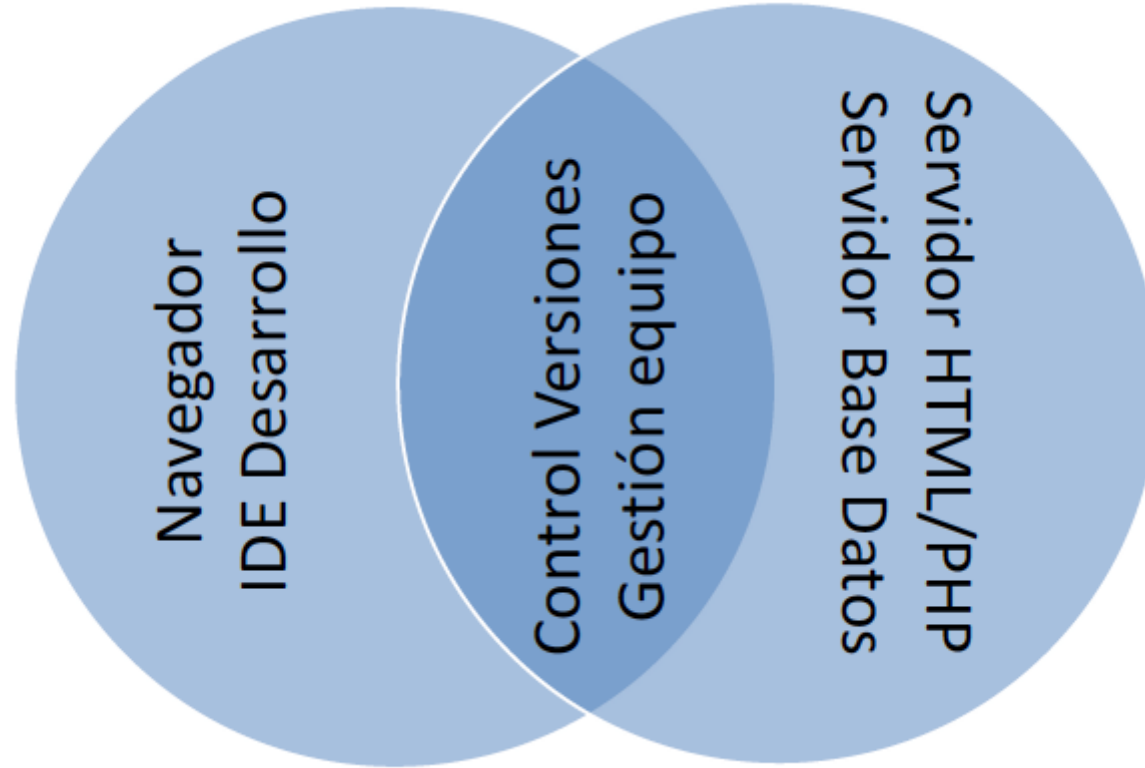 Navegador
IDE Desarrollo
Control Versiones
Gestión equipo
Servidor HTML/PHP
Servidor Base Datos